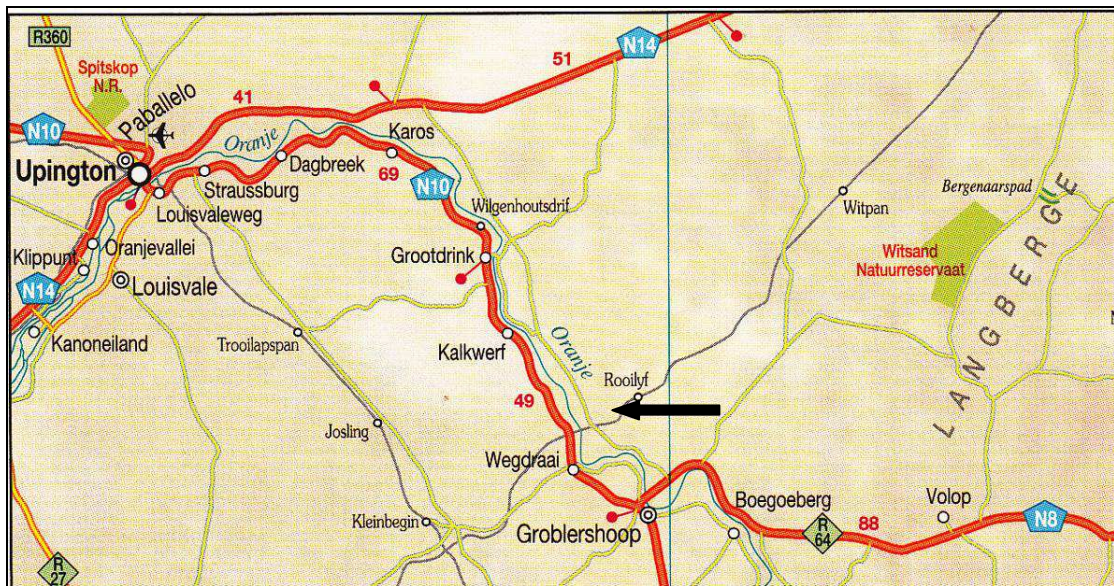 R360
Spitskop
N.R.
Paballelo
N10
Upington
Louisvaleweg
Straussburg
Dagbreek
Oranje
41
51
N14
Karos
69
N10
Wilgenhoutsdrif
Grootdrink
Klippunt
Oranjevallei
Louisvale
N14
Kanoneiland
Trooilapspan
Kalkwerf
Oranje
Rooilyf
49
Josling
Wegdraai
Kleinbegin
Groblershoop
Boegoeberg
R
64
88
Volop
N8
Witpan
Bergenaarspad
Witsand
Natuurreservaat
LANGBERGE
R
27